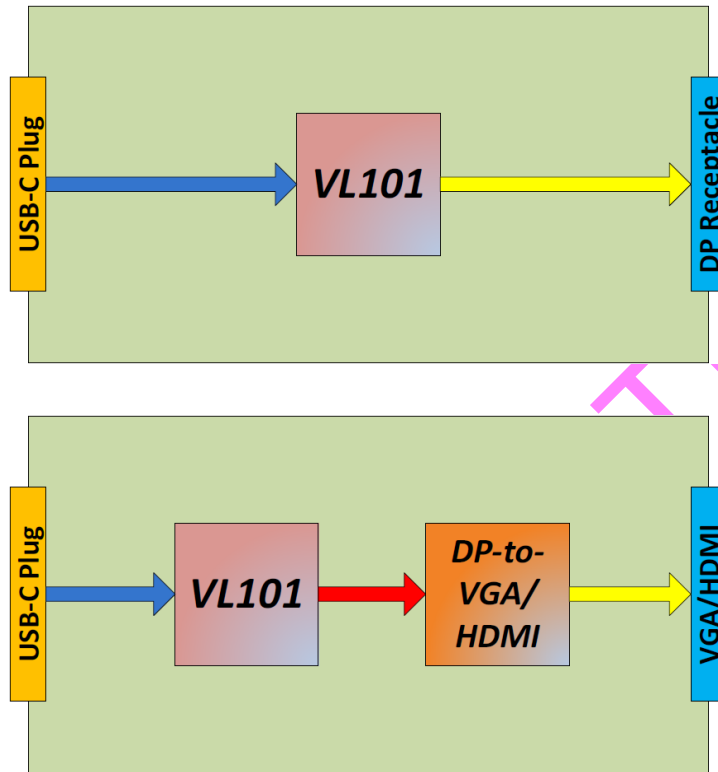 USB-C Plug
VL101
DP Receptacle
USB-C Plug
VL101
DP-to-
VGA/
HDMI
VGA/HDMI